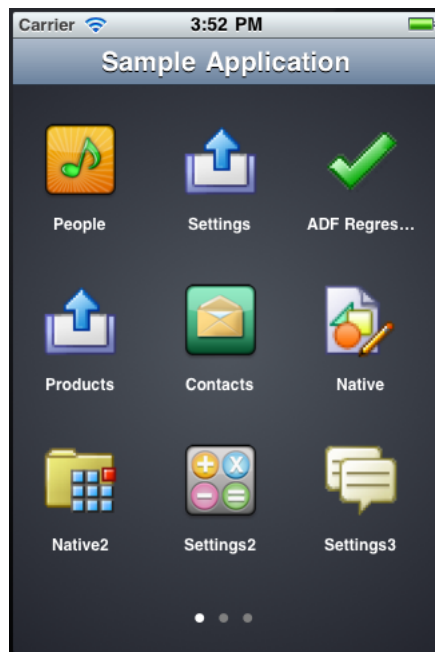 Carrier 3:52 PM
Sample Application
People Settings ADF Regres...
Products Contacts Native
Native2 Settings2 Settings3